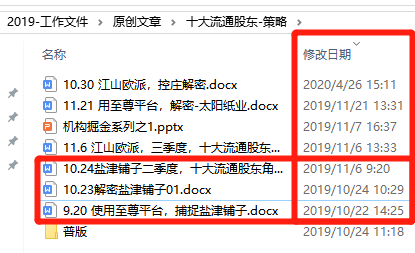 2019-工作文件 > 原创文章 > 十大流通股东-策略
名称 修改日期
10.30 江山欧派，控庄解密.docx 2020/4/26 15:11
11.21 用至尊平台，解密-太阳纸业.docx 2019/11/21 13:31
机构掘金系列之1.pptx 2019/11/7 16:37
11.6 江山欧派，三季度，十大流通股东... 2019/11/6 13:33
10.24盐津铺子二季度，十大流通股东角... 2019/11/6 9:20
10.23解密盐津铺子01.docx 2019/10/24 10:29
9.20 使用至尊平台，捕捉盐津铺子.docx 2019/10/22 14:25
普版 2019/10/24 11:18